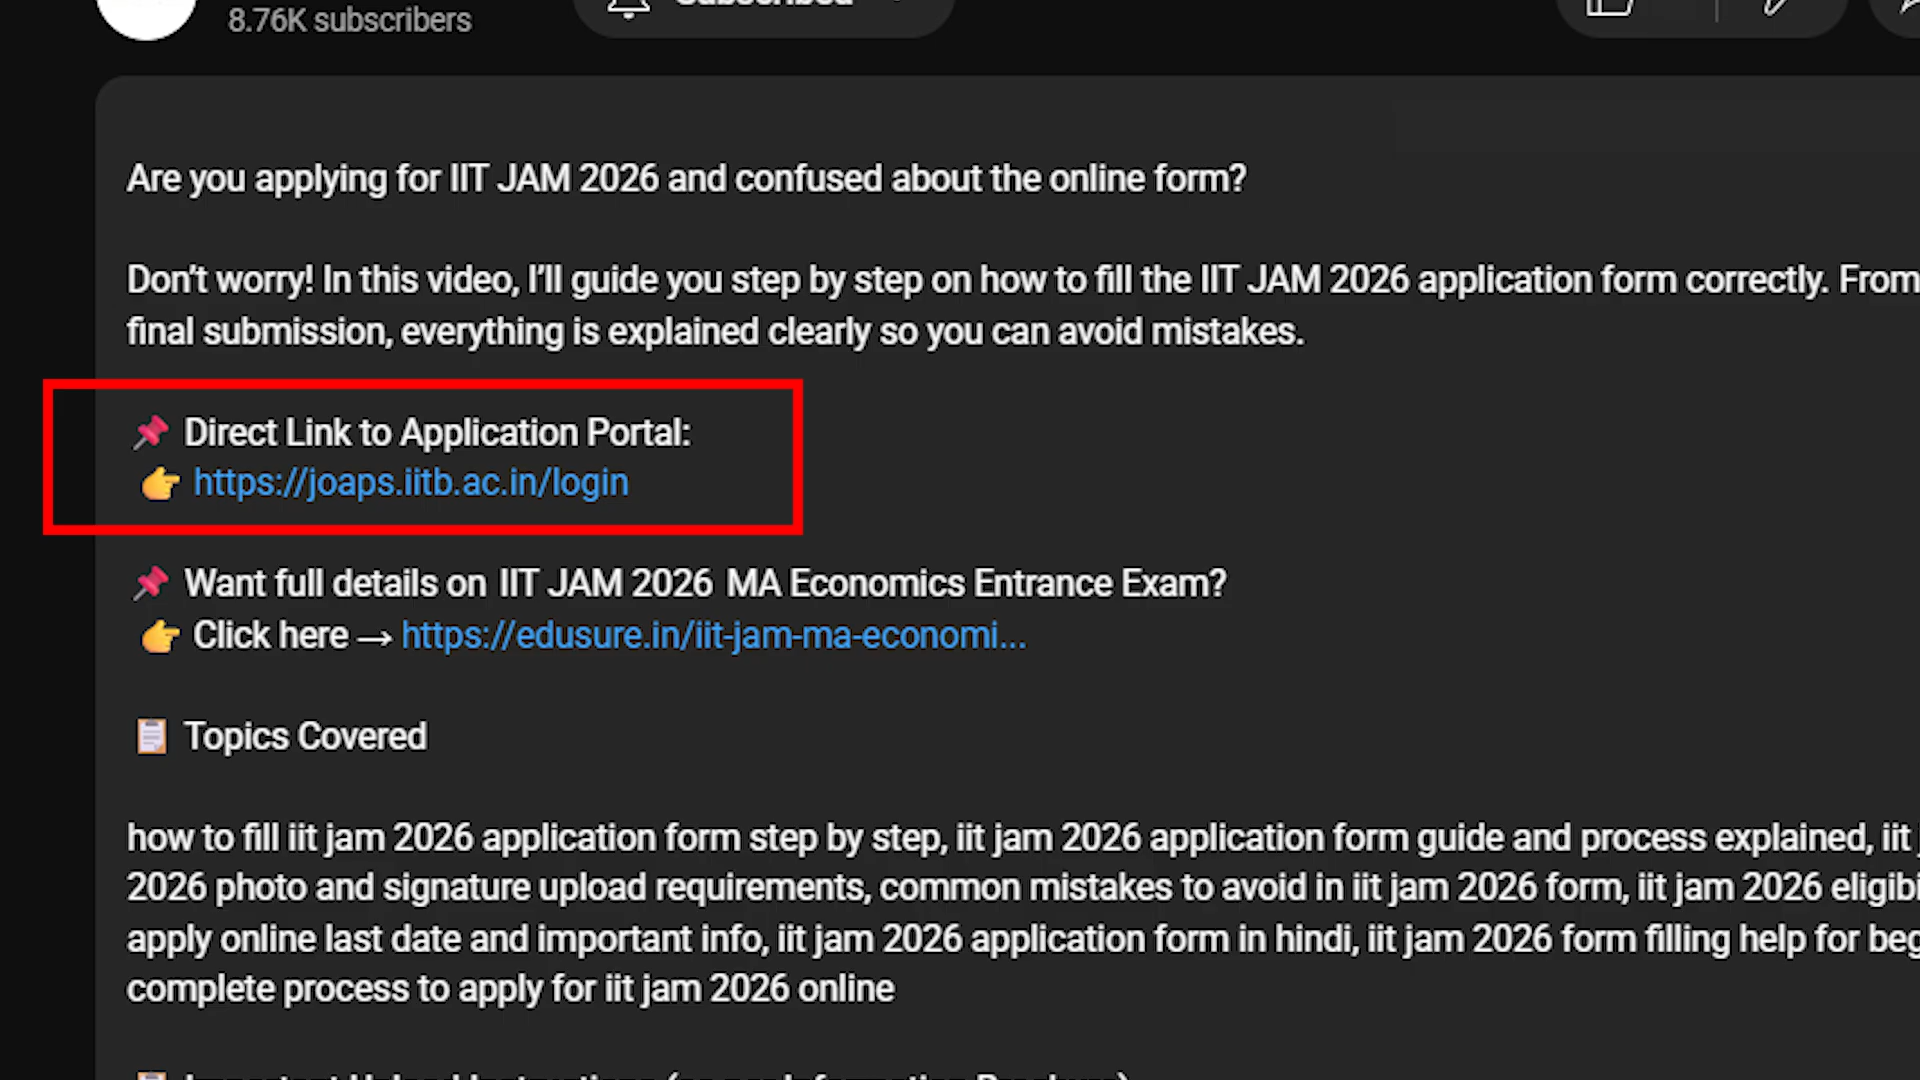 8.76K subscribers
Subscribed
Are you applying for IIT JAM 2026 and confused about the online form?
Don't worry! In this video, I'll guide you step by step on how to fill the IIT JAM 2026 application form correctly. From
final submission, everything is explained clearly so you can avoid mistakes.
📌 Direct Link to Application Portal:
👉 https://joaps.iitb.ac.in/login
📌 Want full details on IIT JAM 2026 MA Economics Entrance Exam?
👉 Click here → https://edusure.in/iit-jam-ma-economi...
📋 Topics Covered
how to fill iit jam 2026 application form step by step, iit jam 2026 application form guide and process explained, iit
2026 photo and signature upload requirements, common mistakes to avoid in iit jam 2026 form, iit jam 2026 eligibi
apply online last date and important info, iit jam 2026 application form in hindi, iit jam 2026 form filling help for beg
complete process to apply for iit jam 2026 online